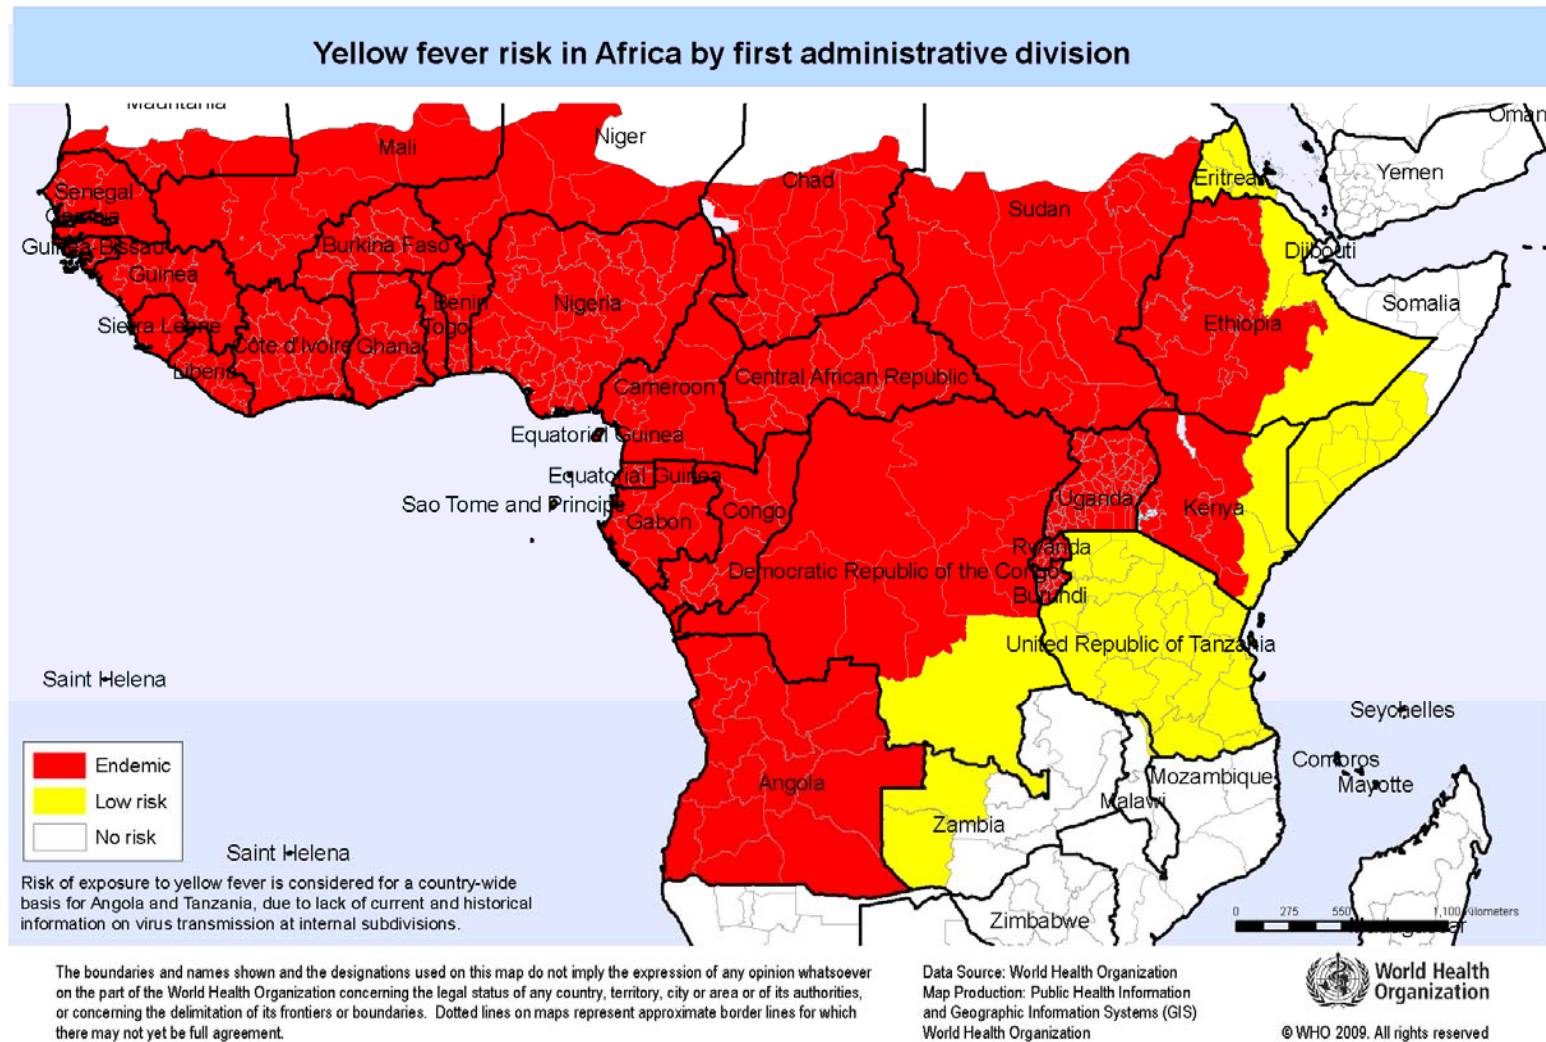 Yellow fever risk in Africa by first administrative division
Mauritania
Oman
Niger
Mali
Yemen
Chad
Eritrea
Senegal
Sudan
Gambia
Guinea-Bissau
Burkina Faso
Djibouti
Guinea
Benin
Nigeria
Somalia
Sierra Leone
Togo
Ethiopia
Côte d'Ivoire
Ghana
Liberia
Cameroon
Central African Republic
Equatorial Guinea
Equatorial Guinea
Uganda
Sao Tome and Principe
Gabon
Congo
Kenya
Rwanda
Democratic Republic of the Congo
Burundi
United Republic of Tanzania
Saint Helena
Seychelles
Endemic
Comoros
Angola
Mozambique
Mayotte
Low risk
Malawi
Zambia
No risk
Saint Helena
Risk of exposure to yellow fever is considered for a country-wide
basis for Angola and Tanzania, due to lack of current and historical
information on virus transmission at internal subdivisions.
Zimbabwe
0 275 550 1,100 Kilometers
Madagascar
The boundaries and names shown and the designations used on this map do not imply the expression of any opinion whatsoever
on the part of the World Health Organization concerning the legal status of any country, territory, city or area or of its authorities,
or concerning the delimitation of its frontiers or boundaries. Dotted lines on maps represent approximate border lines for which
there may not yet be full agreement.
Data Source: World Health Organization
Map Production: Public Health Information
and Geographic Information Systems (GIS)
World Health Organization
World Health
Organization
© WHO 2009. All rights reserved